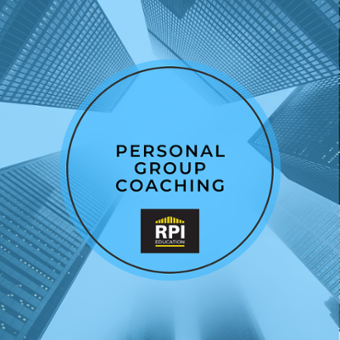 PERSONAL
GROUP
COACHING
RPI
EDUCATION